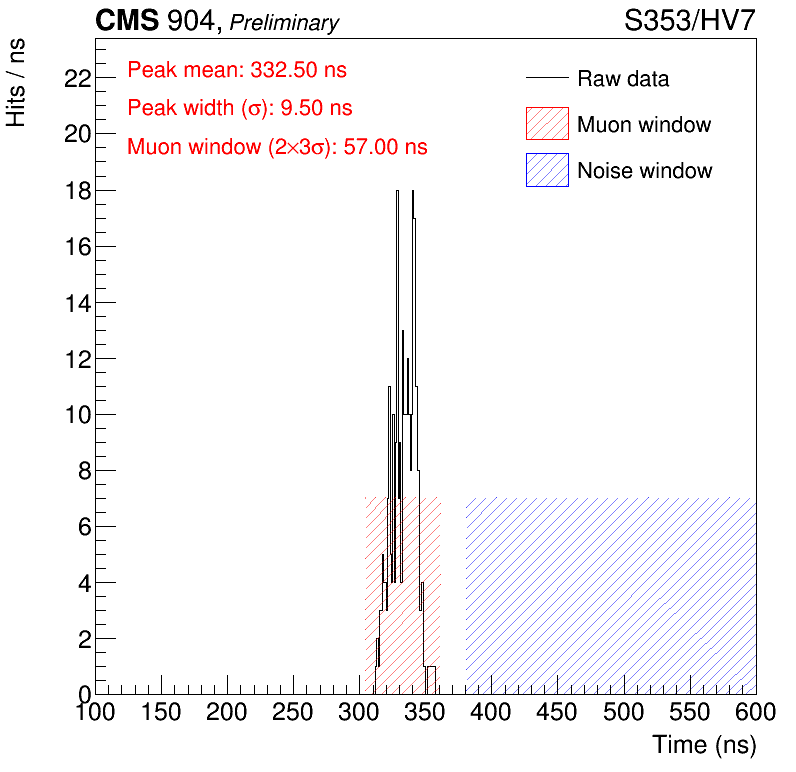 CMS 904, Preliminary S353/HV7
Hits / ns
Peak mean: 332.50 ns
Peak width (σ): 9.50 ns
Muon window (2×3σ): 57.00 ns
Raw data
Muon window
Noise window
22
20
18
16
14
12
10
8
6
4
2
0
100 150 200 250 300 350 400 450 500 550 600
Time (ns)